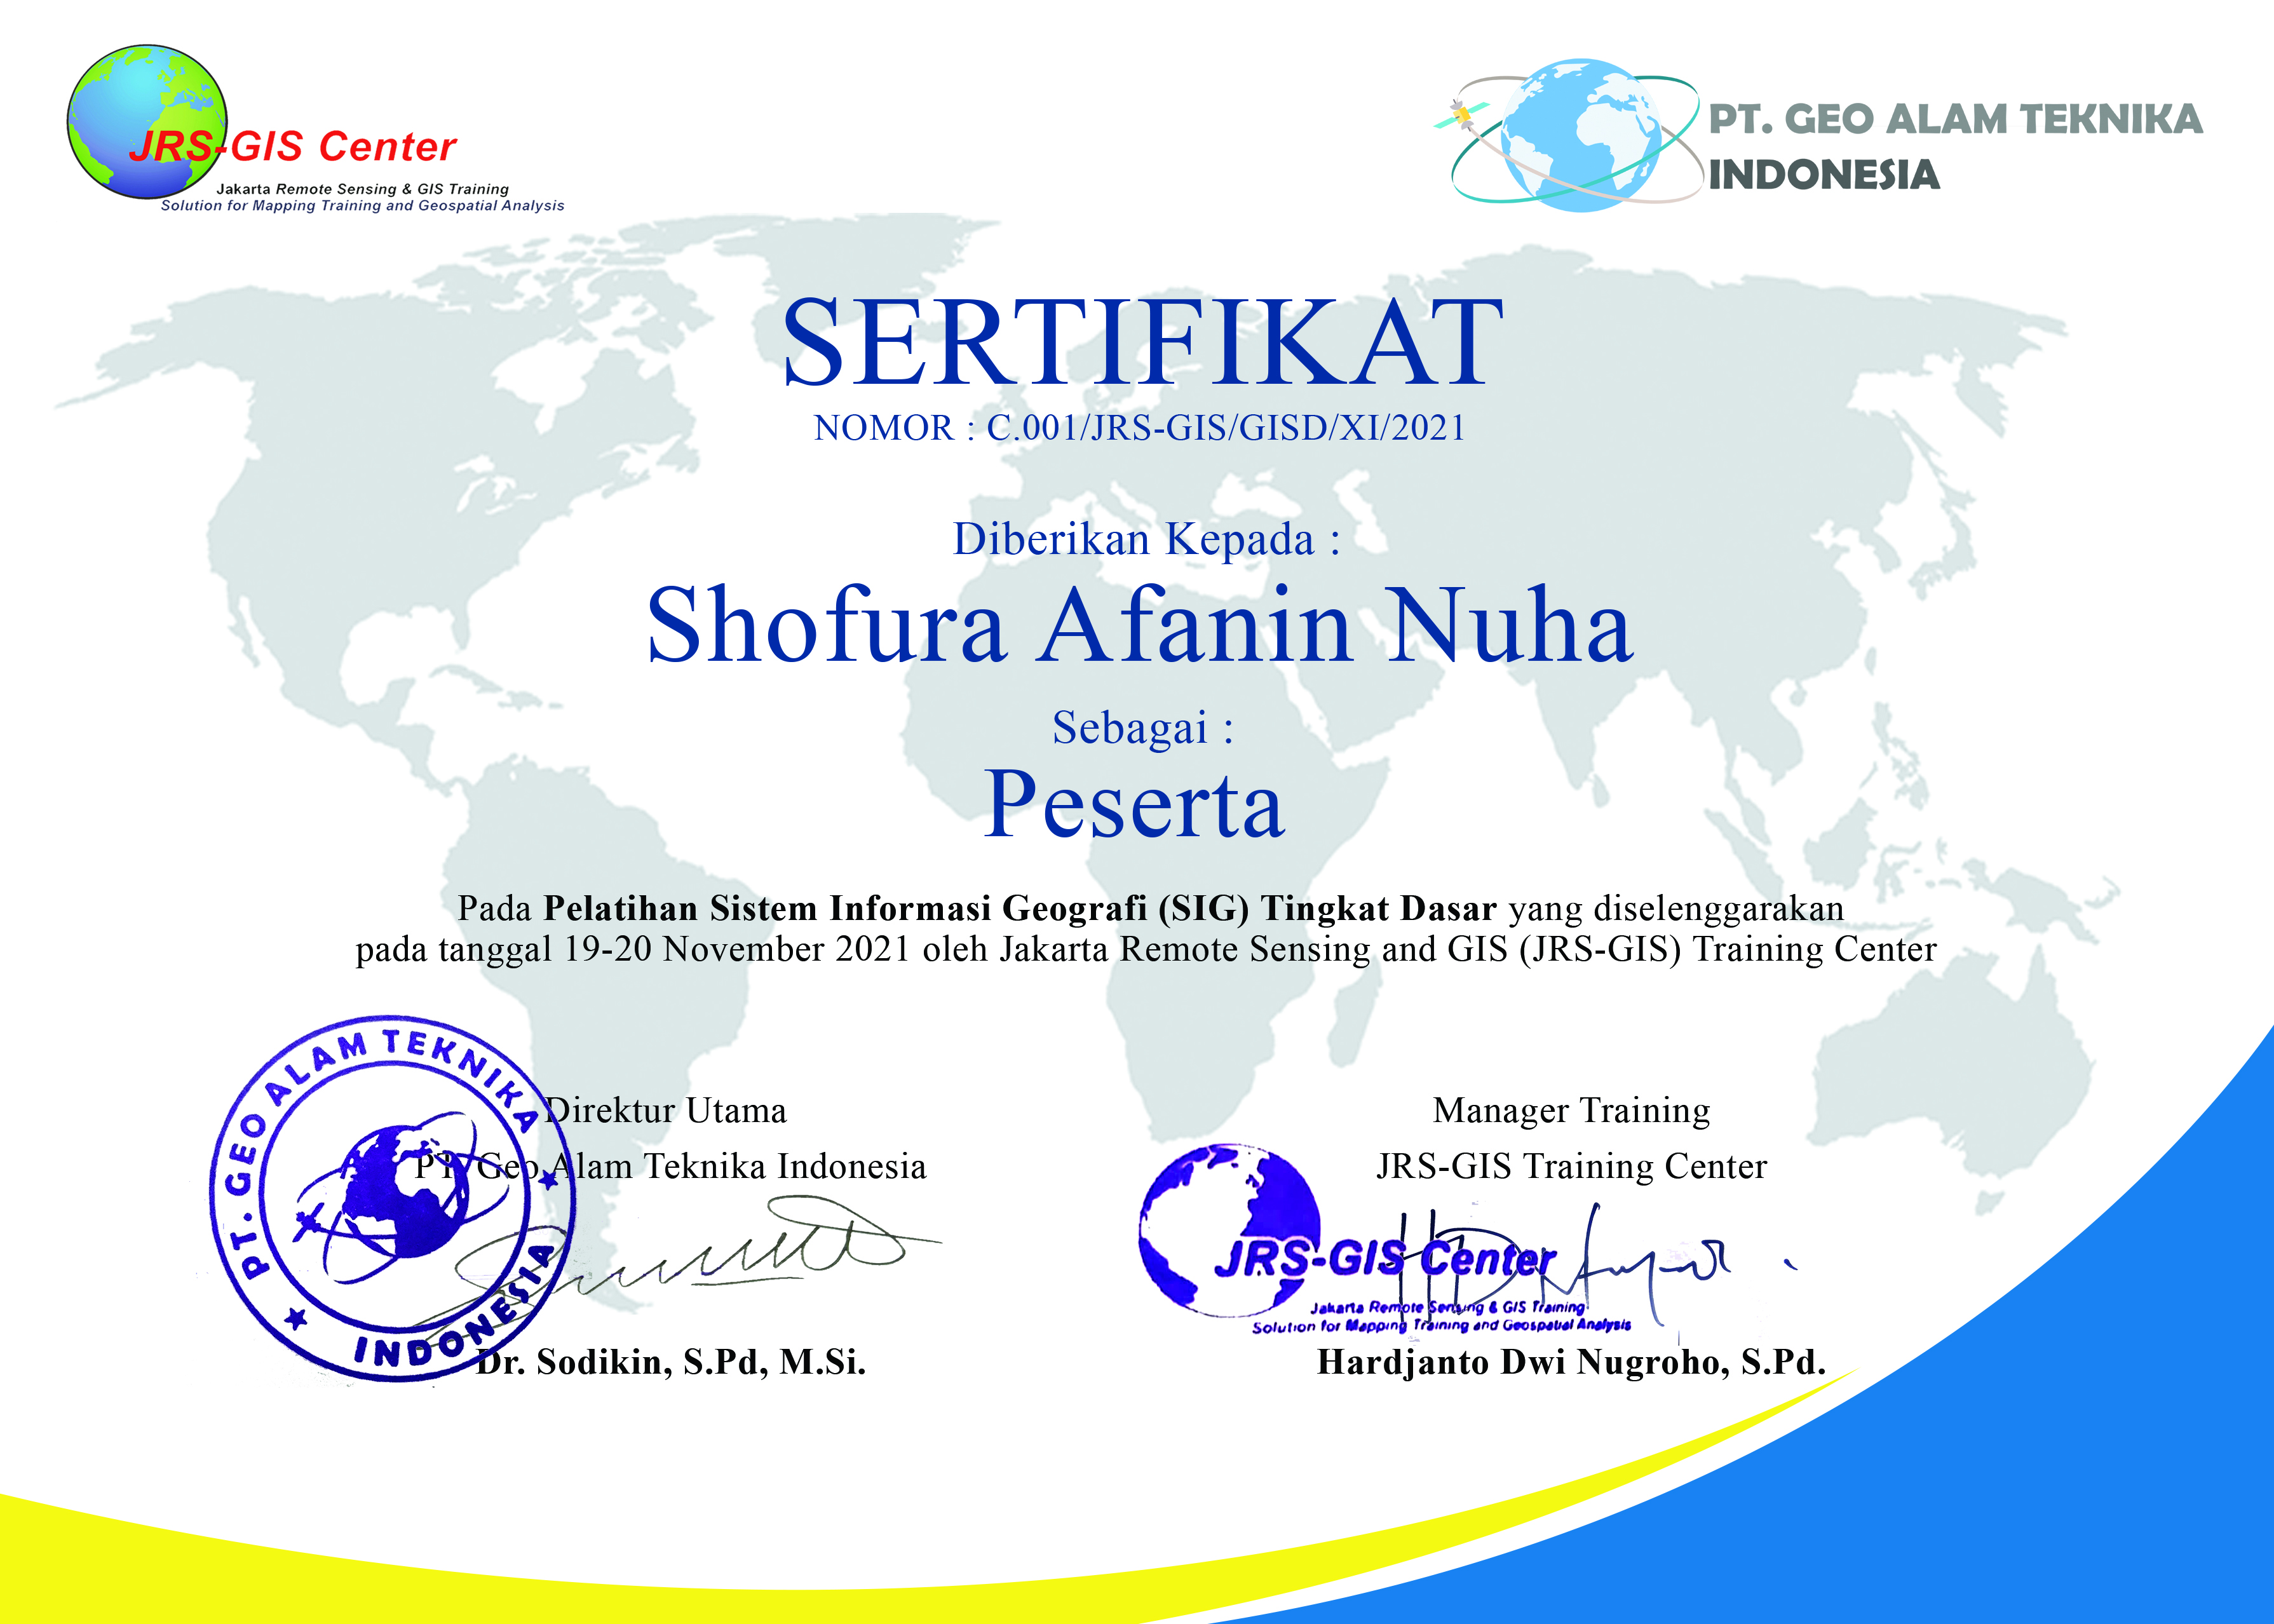 JRS-GIS Center
Jakarta Remote Sensing & GIS Training
Solution for Mapping Training and Geospatial Analysis
PT. GEO ALAM TEKNIKA
INDONESIA
SERTIFIKAT
NOMOR : C.001/JRS-GIS/GISD/XI/2021
Diberikan Kepada :
Shofura Afanin Nuha
Sebagai :
Peserta
Pada Pelatihan Sistem Informasi Geografi (SIG) Tingkat Dasar yang diselenggarakan
pada tanggal 19-20 November 2021 oleh Jakarta Remote Sensing and GIS (JRS-GIS) Training Center
Direktur Utama
PT. Geo Alam Teknika Indonesia
PT. GEO ALAM TEKNIKA
INDONESIA
Dr. Sodikin, S.Pd, M.Si.
Manager Training
JRS-GIS Training Center
JRS-GIS Center
Jakarta Remote Sensing & GIS Training
Solution for Mapping Training and Geospatial Analysis
Hardjanto Dwi Nugroho, S.Pd.